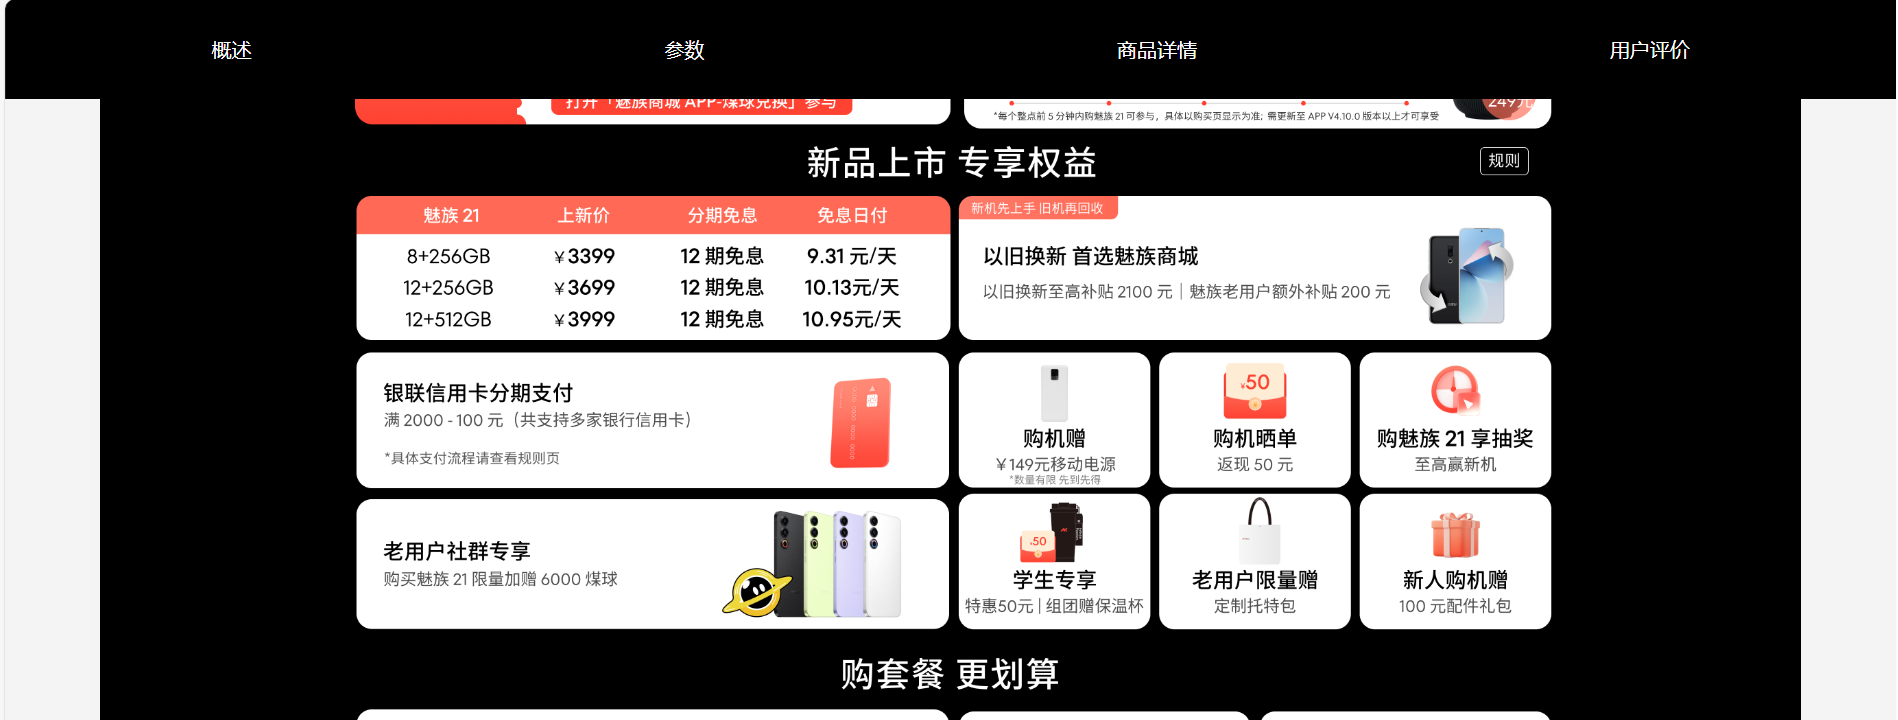 概述
参数
商品详情
用户评价
打开「魅族商城 APP-煤球兑换」参与
249元
*每个整点前 5 分钟内购魅族 21 可参与，具体以购买页显示为准; 需更新至 APP V4.10.0 版本以上才可享受
新品上市 专享权益
规则
魅族 21 上新价 分期免息 免息日付
8+256GB ￥3399 12 期免息 9.31 元/天
12+256GB ￥3699 12 期免息 10.13元/天
12+512GB ￥3999 12 期免息 10.95元/天
新机先上手 旧机再回收
以旧换新 首选魅族商城
以旧换新至高补贴 2100 元｜魅族老用户额外补贴 200 元
银联信用卡分期支付
满 2000 - 100 元（共支持多家银行信用卡）
*具体支付流程请查看规则页
购机赠
￥149元移动电源
*数量有限 先到先得
¥50
购机晒单
返现 50 元
购魅族 21 享抽奖
至高赢新机
老用户社群专享
购买魅族 21 限量加赠 6000 煤球
¥50
学生专享
特惠50元 | 组团赠保温杯
老用户限量赠
定制托特包
新人购机赠
100 元配件礼包
购套餐 更划算